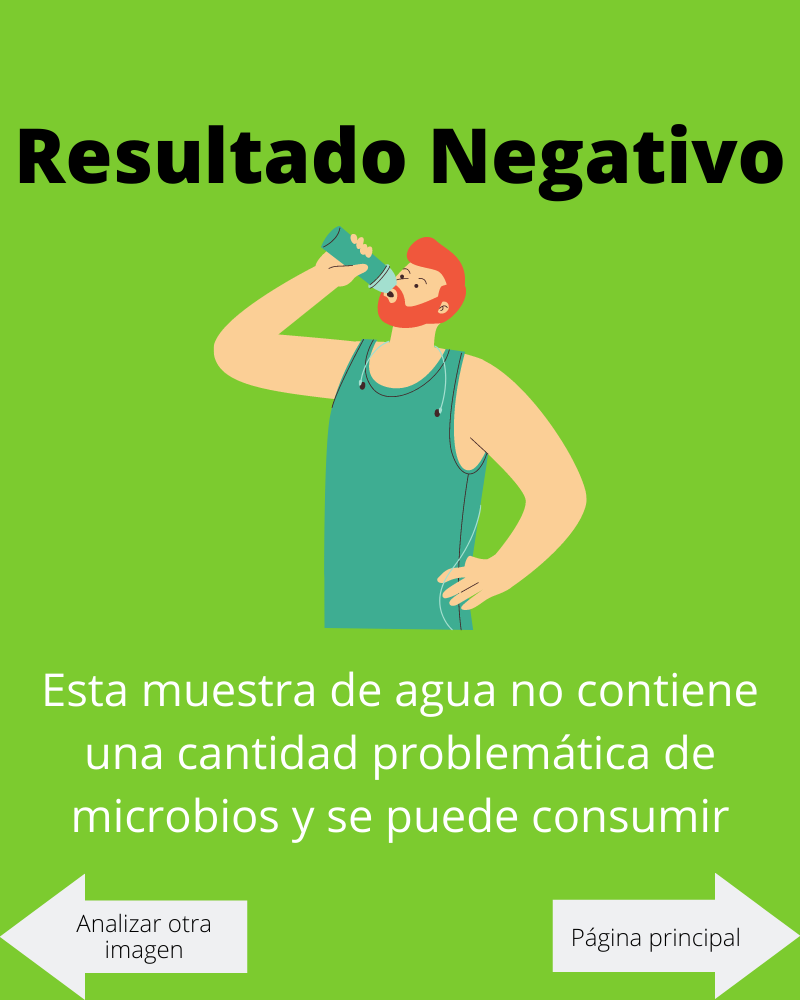 Resultado Negativo
Esta muestra de agua no contiene
una cantidad problemática de
microbios y se puede consumir
Analizar otra
imagen
Página principal